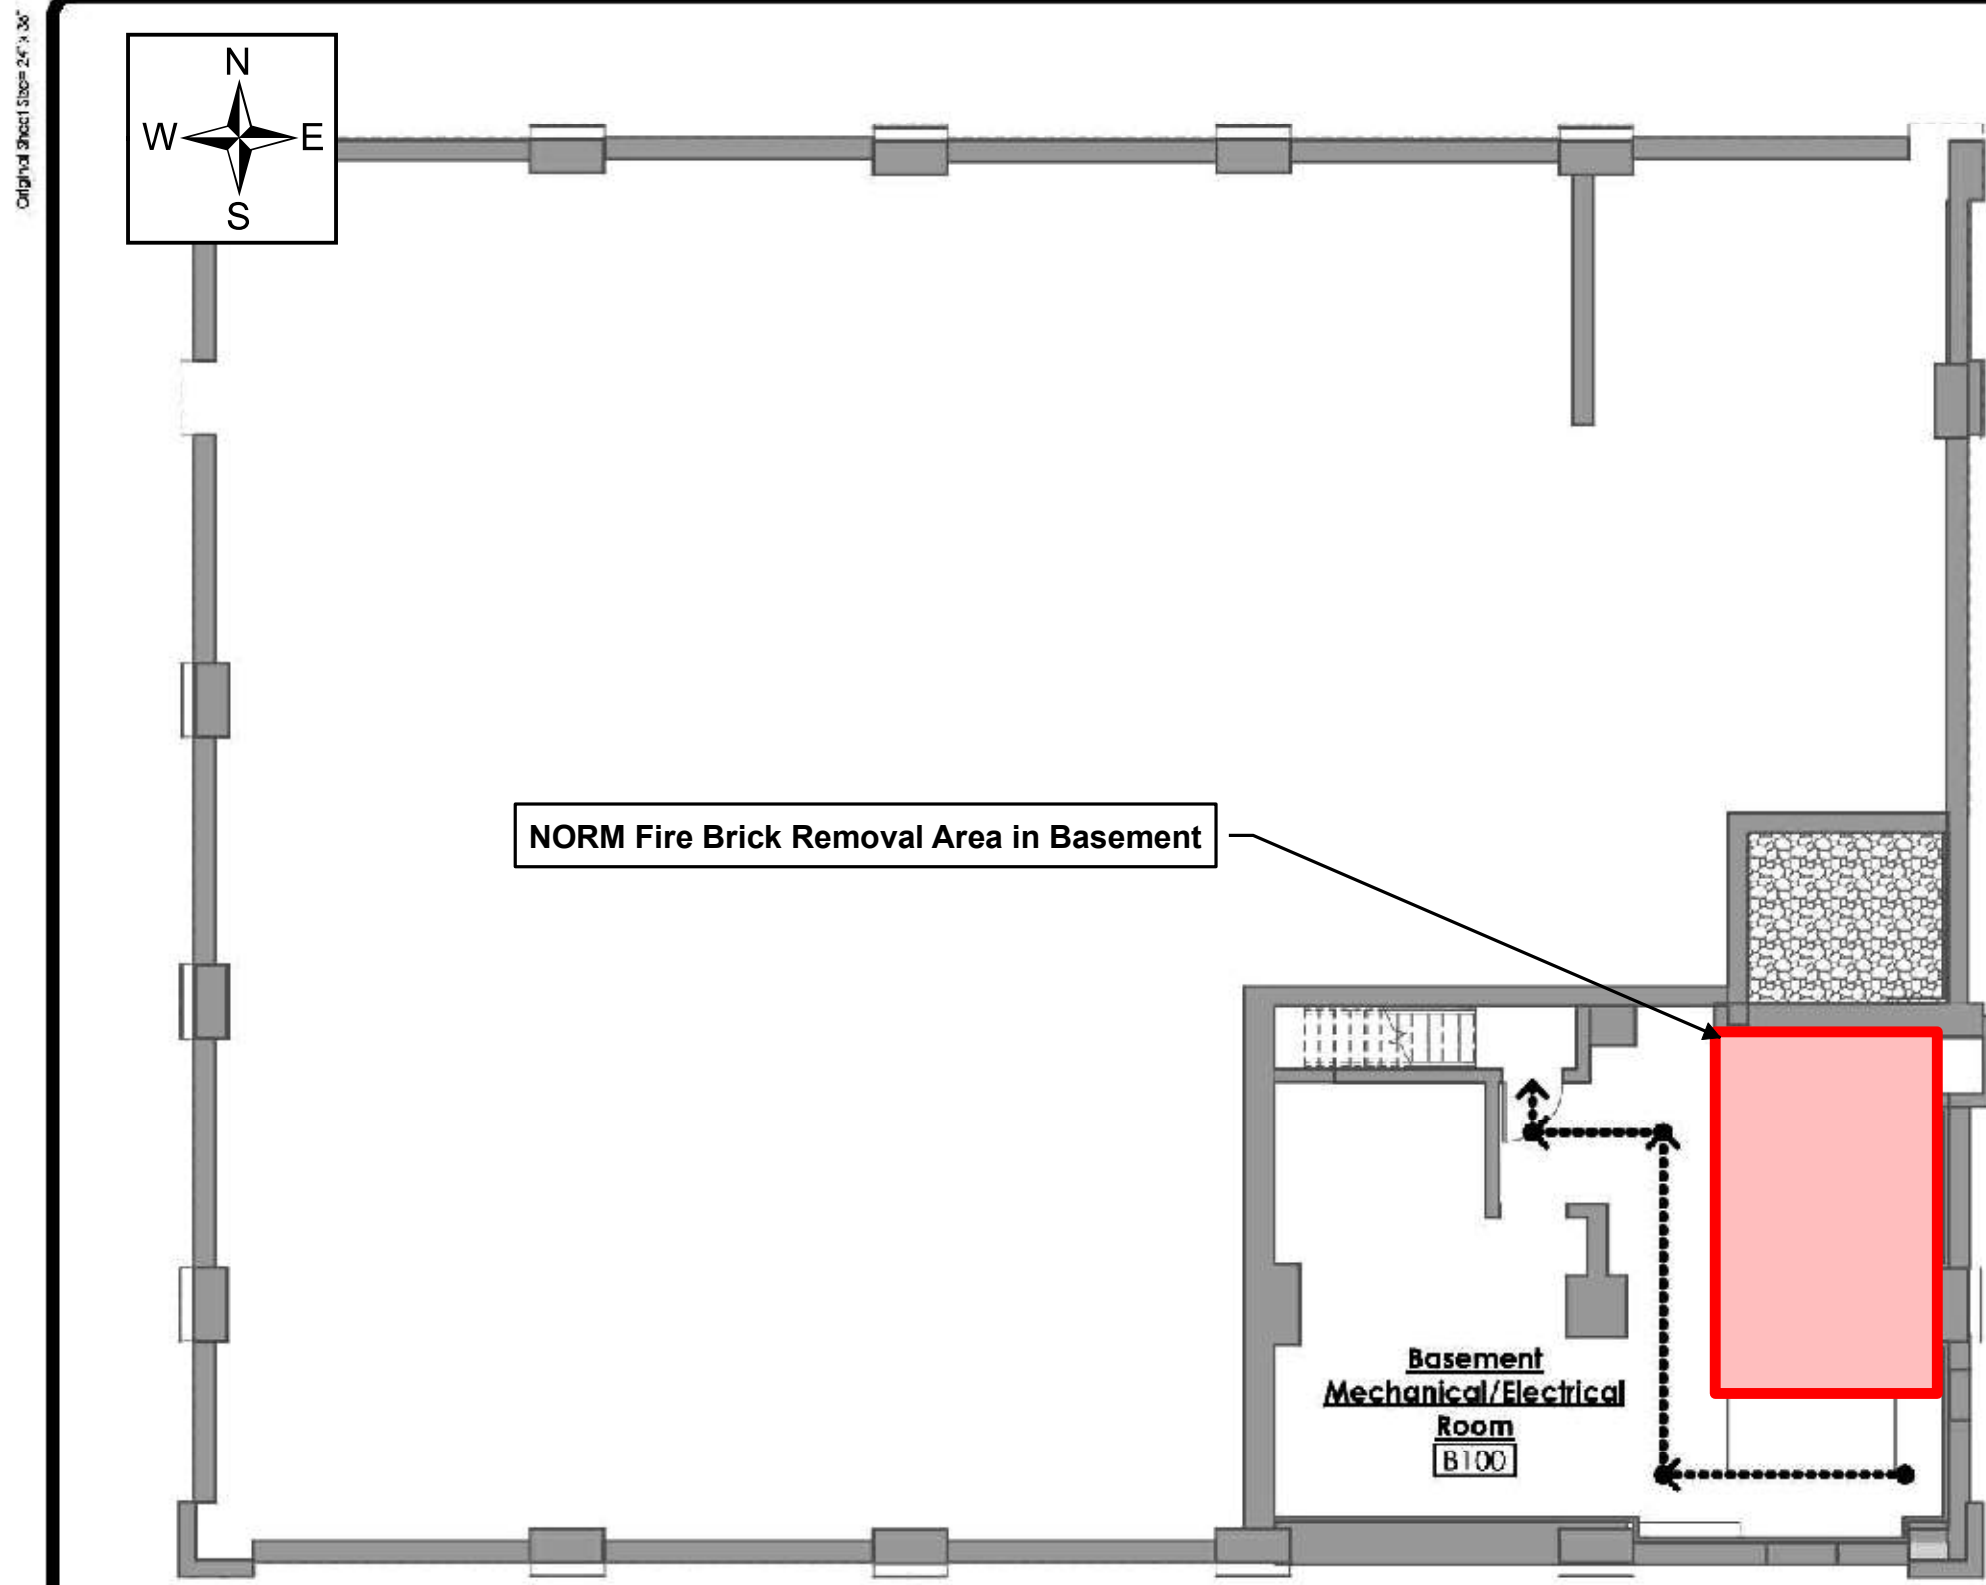 Original Sheet Size= 24" x 36"
N
W E
S
NORM Fire Brick Removal Area in Basement
Basement
Mechanical/Electrical
Room
B100